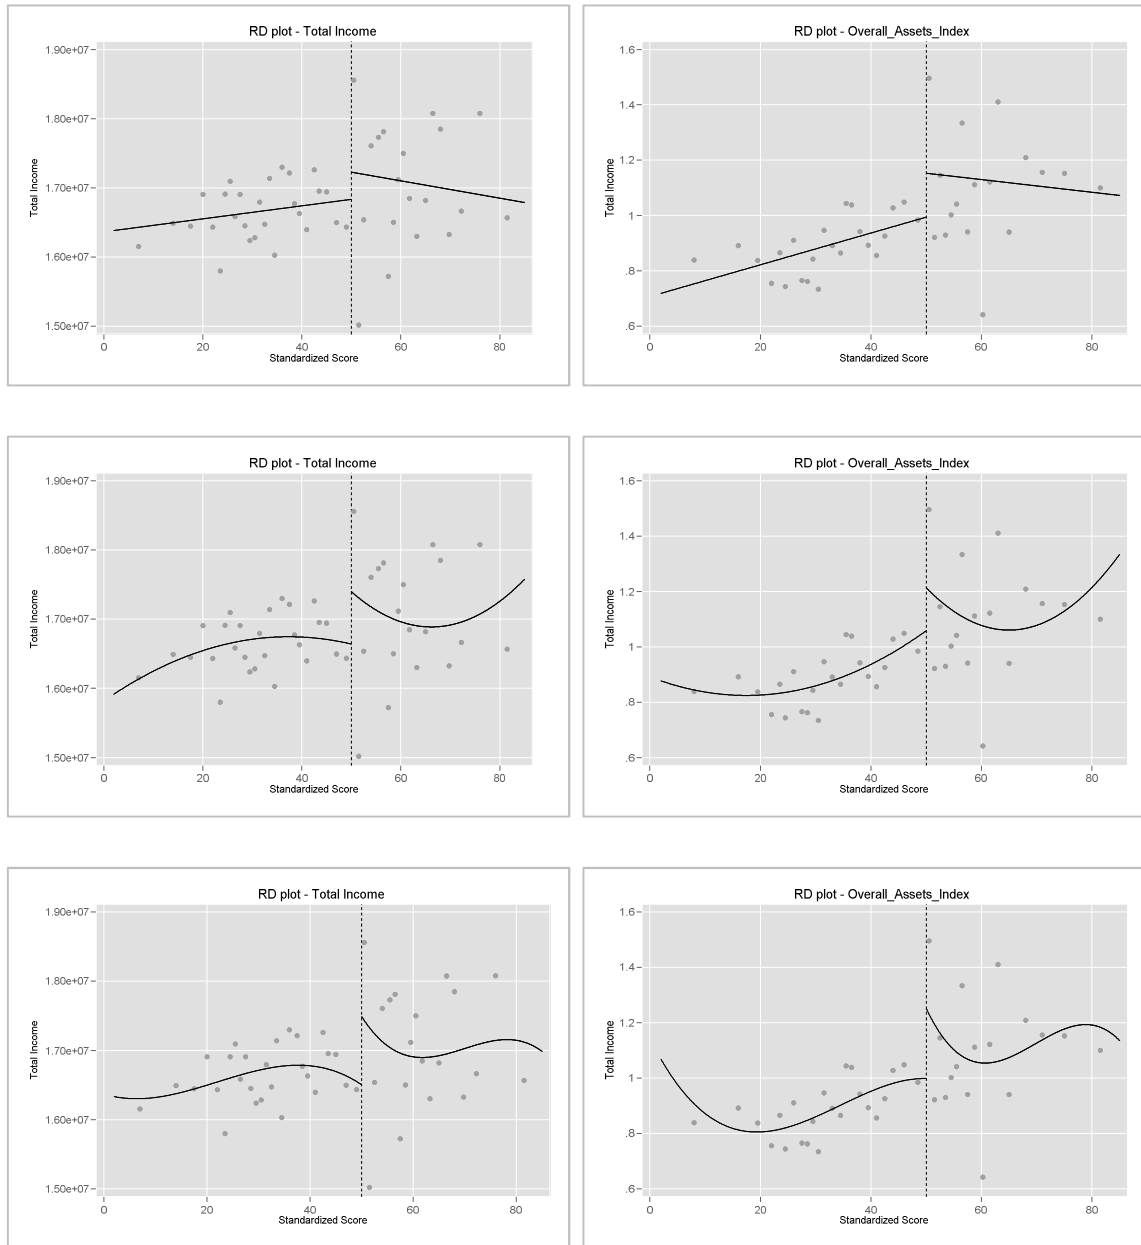 RD plot - Total Income
1.90e+07
1.80e+07
1.70e+07
1.60e+07
1.50e+07
Total Income
0 20 40 60 80
Standardized Score
RD plot - Overall_Assets_Index
1.6
1.4
1.2
1
.8
.6
Total Income
0 20 40 60 80
Standardized Score
RD plot - Total Income
1.90e+07
1.80e+07
1.70e+07
1.60e+07
1.50e+07
Total Income
0 20 40 60 80
Standardized Score
RD plot - Overall_Assets_Index
1.6
1.4
1.2
1
.8
.6
Total Income
0 20 40 60 80
Standardized Score
RD plot - Total Income
1.90e+07
1.80e+07
1.70e+07
1.60e+07
1.50e+07
Total Income
0 20 40 60 80
Standardized Score
RD plot - Overall_Assets_Index
1.6
1.4
1.2
1
.8
.6
Total Income
0 20 40 60 80
Standardized Score